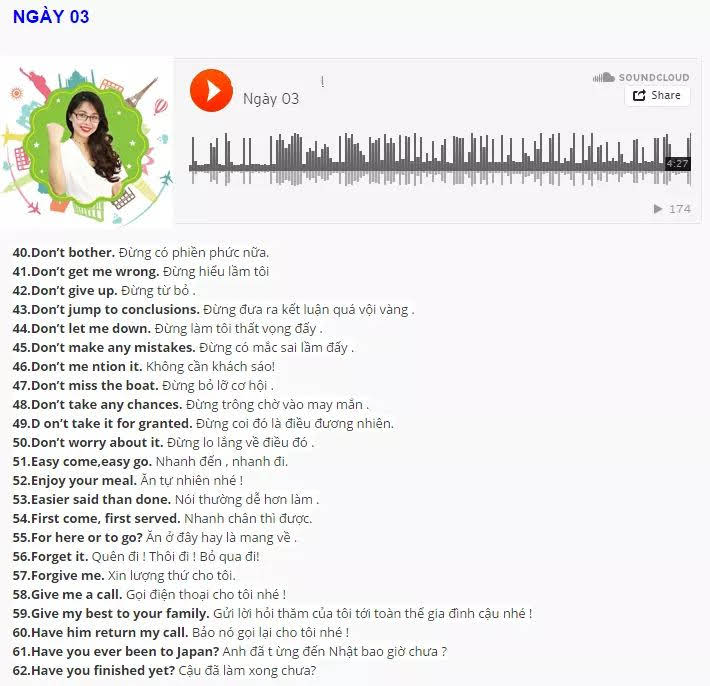 NGÀY 03
SOUNDCLOUD
Share
Ngày 03
4:27
174
40.Don’t bother. Đừng có phiền phức nữa.
41.Don’t get me wrong. Đừng hiểu lầm tôi
42.Don’t give up. Đừng từ bỏ .
43.Don’t jump to conclusions. Đừng đưa ra kết luận quá vội vàng .
44.Don’t let me down. Đừng làm tôi thất vọng đấy .
45.Don’t make any mistakes. Đừng có mắc sai lầm đấy .
46.Don’t me ntion it. Không cần khách sáo!
47.Don’t miss the boat. Đừng bỏ lỡ cơ hội .
48.Don’t take any chances. Đừng trông chờ vào may mắn .
49.D on’t take it for granted. Đừng coi đó là điều đương nhiên.
50.Don’t worry about it. Đừng lo lắng về điều đó .
51.Easy come,easy go. Nhanh đến , nhanh đi.
52.Enjoy your meal. Ăn tự nhiên nhé !
53.Easier said than done. Nói thường dễ hơn làm .
54.First come, first served. Nhanh chân thì được.
55.For here or to go? Ăn ở đây hay là mang về .
56.Forget it. Quên đi ! Thôi đi ! Bỏ qua đi!
57.Forgive me. Xin lượng thứ cho tôi.
58.Give me a call. Gọi điện thoại cho tôi nhé !
59.Give my best to your family. Gửi lời hỏi thăm của tôi tới toàn thể gia đình cậu nhé !
60.Have him return my call. Bảo nó gọi lại cho tôi nhé !
61.Have you ever been to Japan? Anh đã t ừng đến Nhật bao giờ chưa ?
62.Have you finished yet? Cậu đã làm xong chưa?